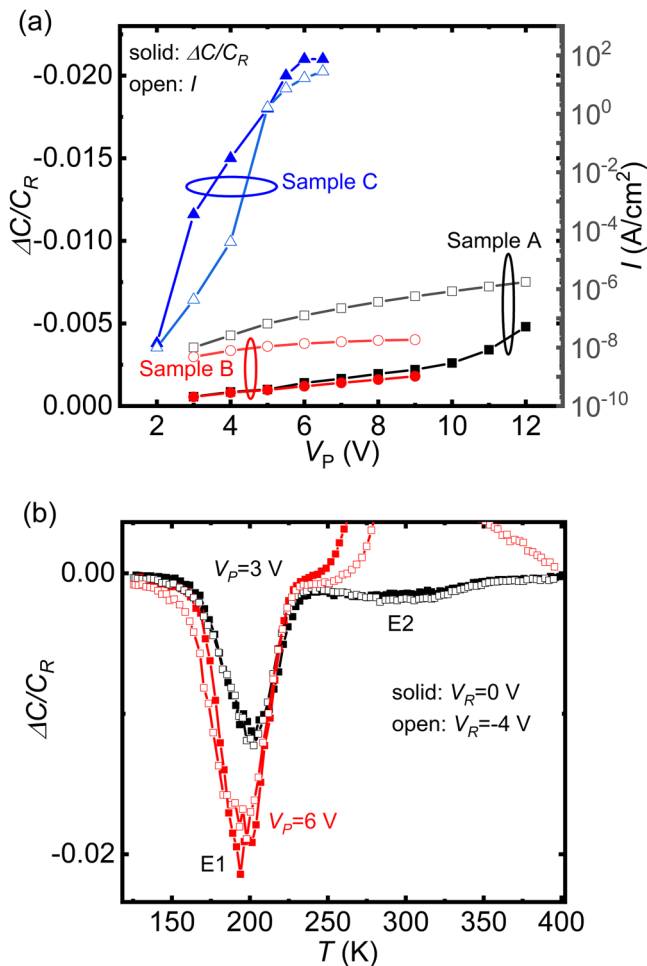 (a)
solid: ΔC/C_R
open: I
Sample C
Sample A
Sample B
-0.020
-0.015
-0.010
-0.005
0.000
ΔC/C_R
10^2
10^0
10^-2
10^-4
10^-6
10^-8
10^-10
I (A/cm^2)
2 4 6 8 10 12
V_P (V)
(b)
V_P=3 V
0.00
E2
solid: V_R=0 V
open: V_R=-4 V
V_P=6 V
-0.02
E1
ΔC/C_R
150 200 250 300 350 400
T (K)